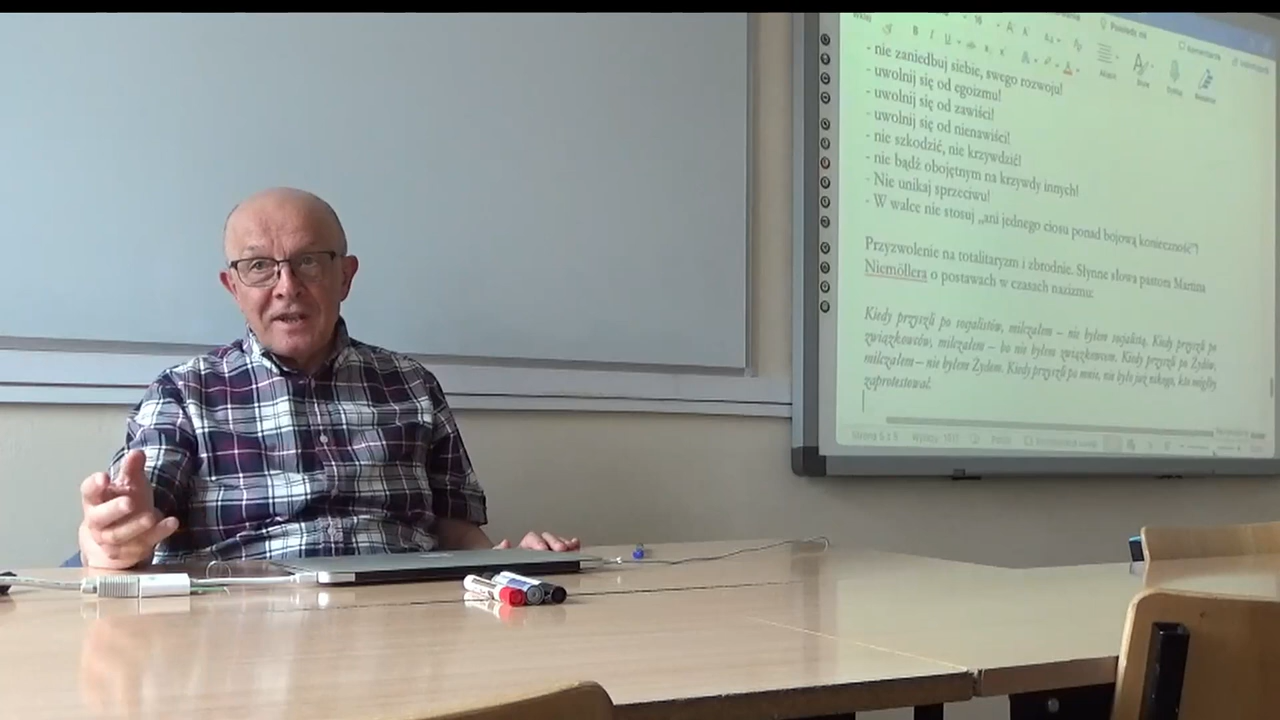 Powiedz mi
Komentarze
- nie zaniedbuj siebie, swego rozwoju!
- uwolnij się od egoizmu!
- uwolnij się od zawiści!
- uwolnij się od nienawiści!
- nie szkodzić, nie krzywdzić!
- nie bądź obojętnym na krzywdy innych!
- Nie unikaj sprzeciwu!
- W walce nie stosuj „ani jednego ciosu ponad bojową konieczność”!
Przyzwolenie na totalitaryzm i zbrodnie. Słynne słowa pastora Martina
Niemöllera o postawach w czasach nazizmu:
Kiedy przyszli po socjalistów, milczałem – nie byłem socjalistą. Kiedy przyszli po
związkowców, milczałem – bo nie byłem związkowcem. Kiedy przyszli po Żydów,
milczałem – nie byłem Żydem. Kiedy przyszli po mnie, nie było już nikogo, kto mógłby
zaprotestować.